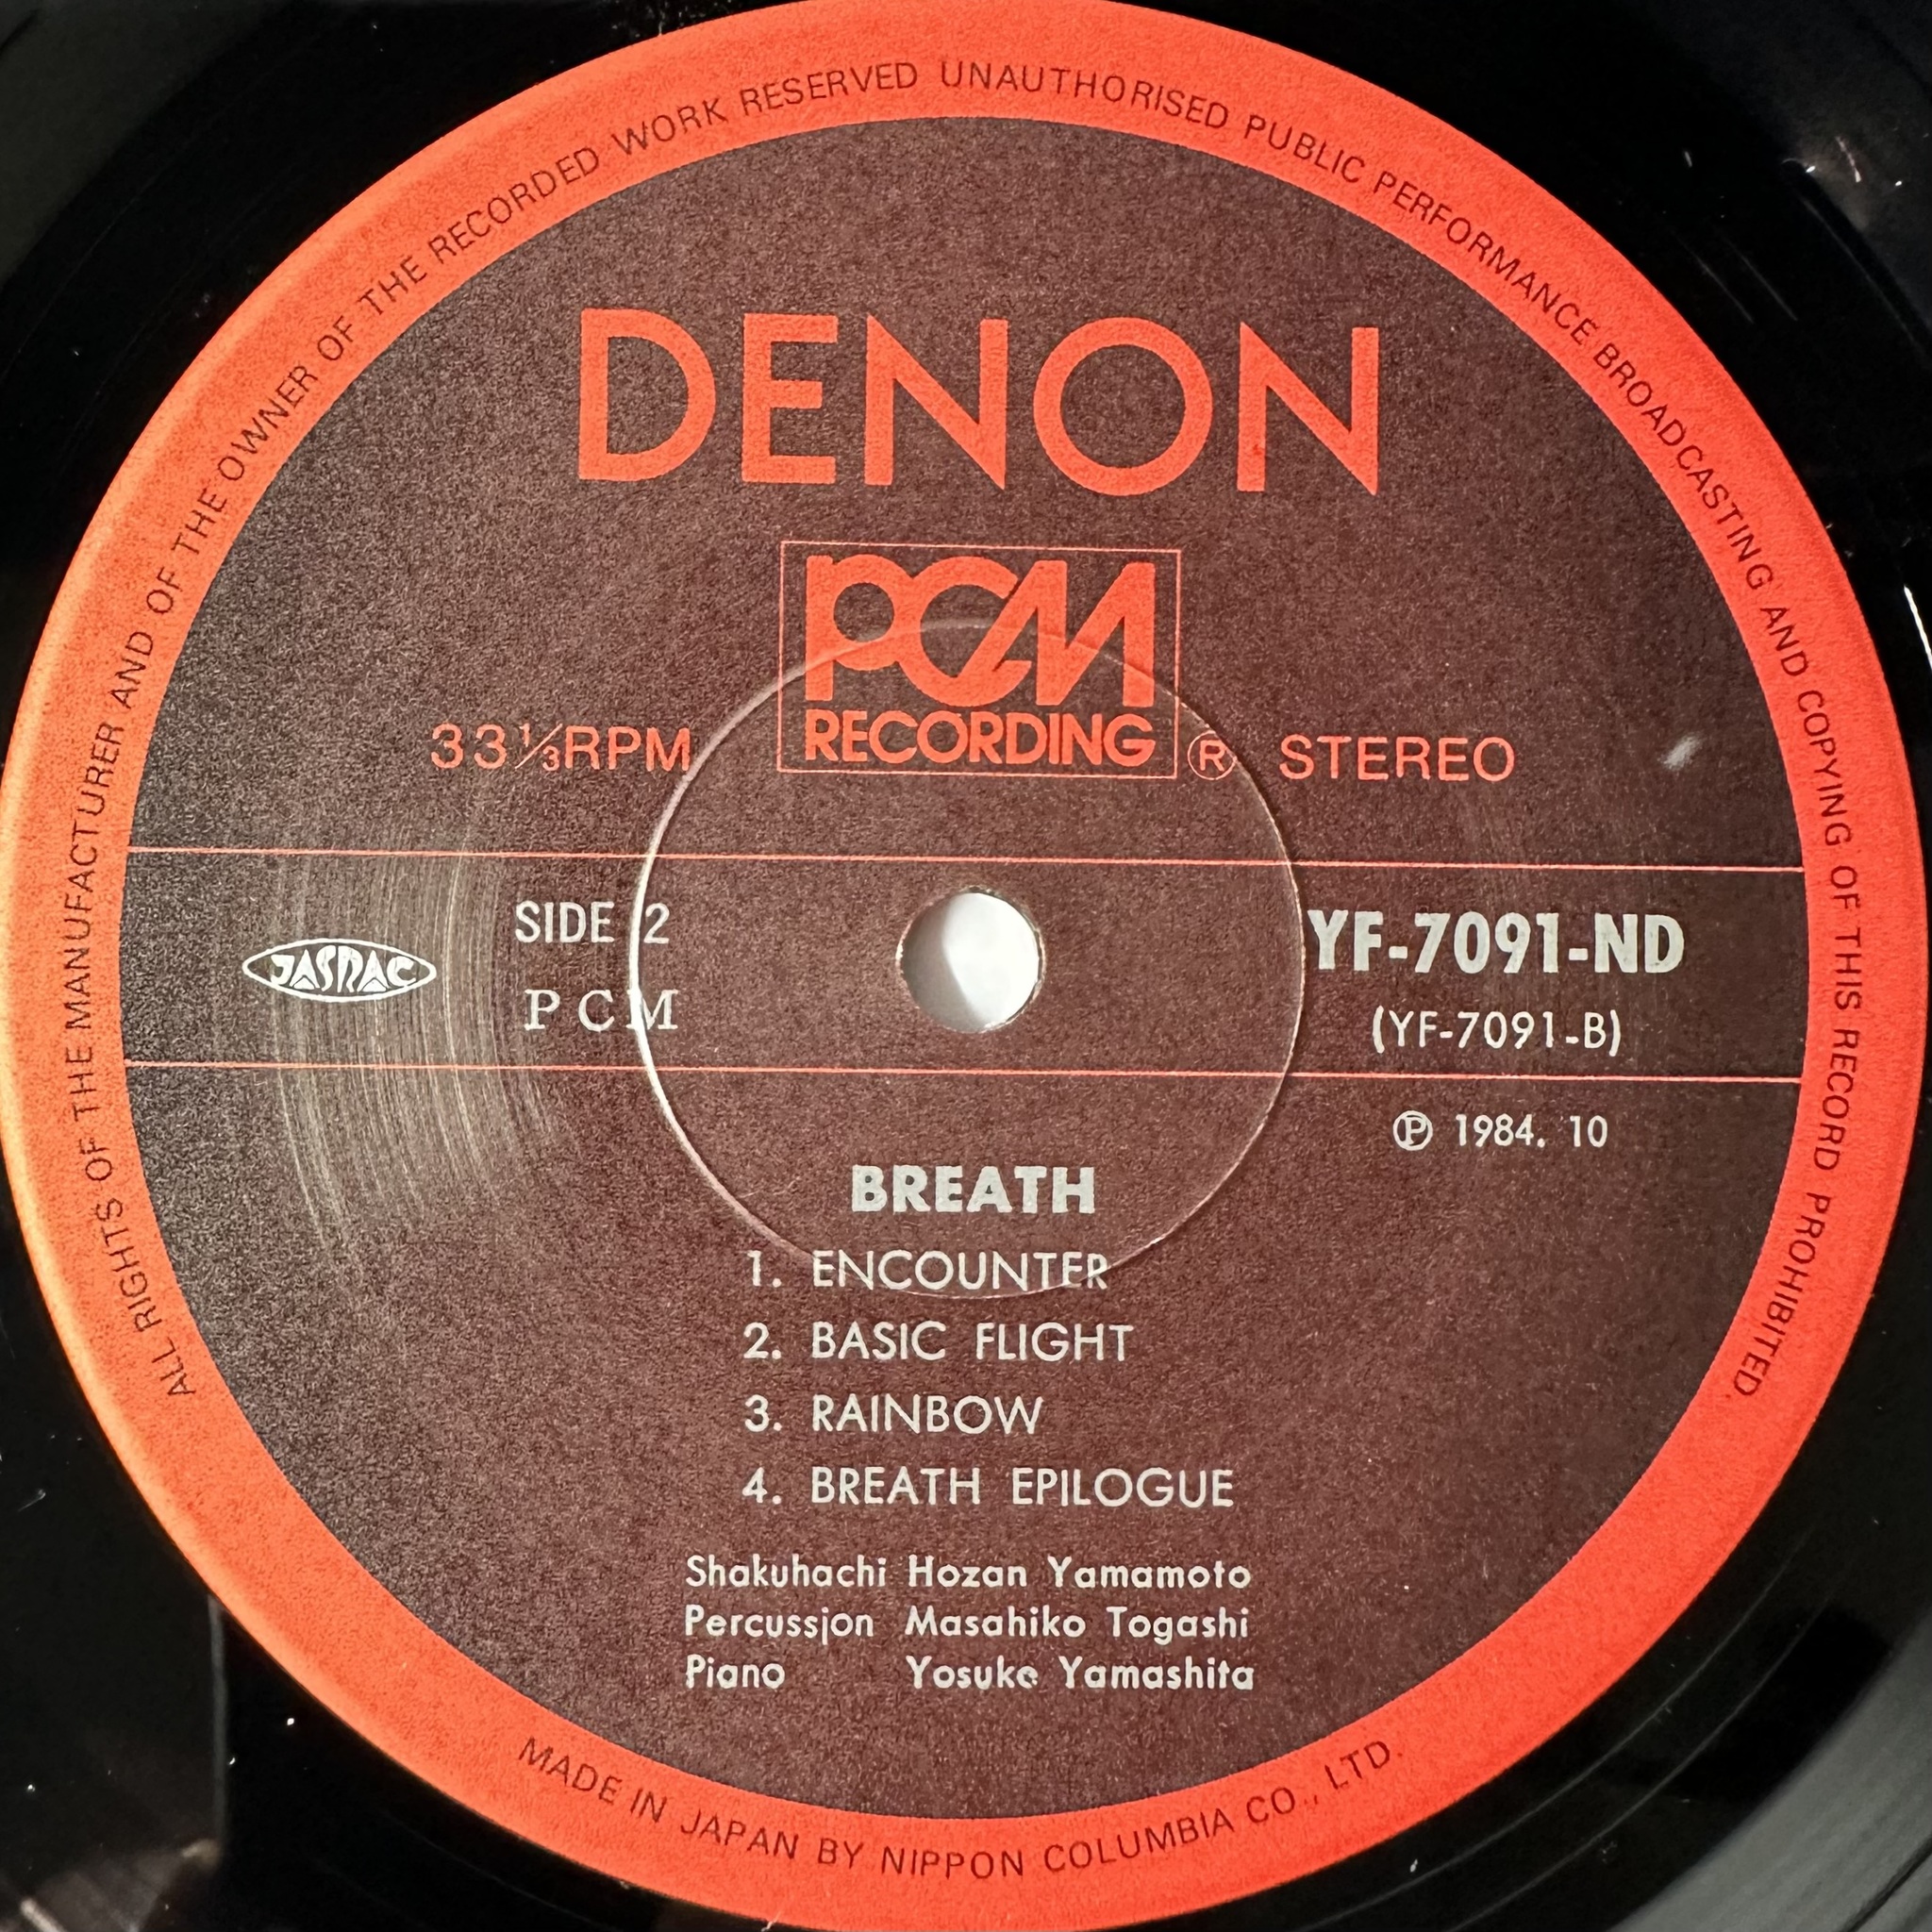 ALL RIGHTS OF THE MANUFACTURER AND OF THE OWNER OF THE RECORDED WORK RESERVED UNAUTHORISED PUBLIC PERFORMANCE BROADCASTING AND COPYING OF THIS RECORD PROHIBITED.
DENON
PCM
RECORDING
33⅓RPM ® STEREO
JASRAC
SIDE 2
PCM
YF-7091-ND
(YF-7091-B)
℗ 1984. 10
BREATH
1. ENCOUNTER
2. BASIC FLIGHT
3. RAINBOW
4. BREATH EPILOGUE
Shakuhachi Hozan Yamamoto
Percussion Masahiko Togashi
Piano Yosuke Yamashita
MADE IN JAPAN BY NIPPON COLUMBIA CO., LTD.